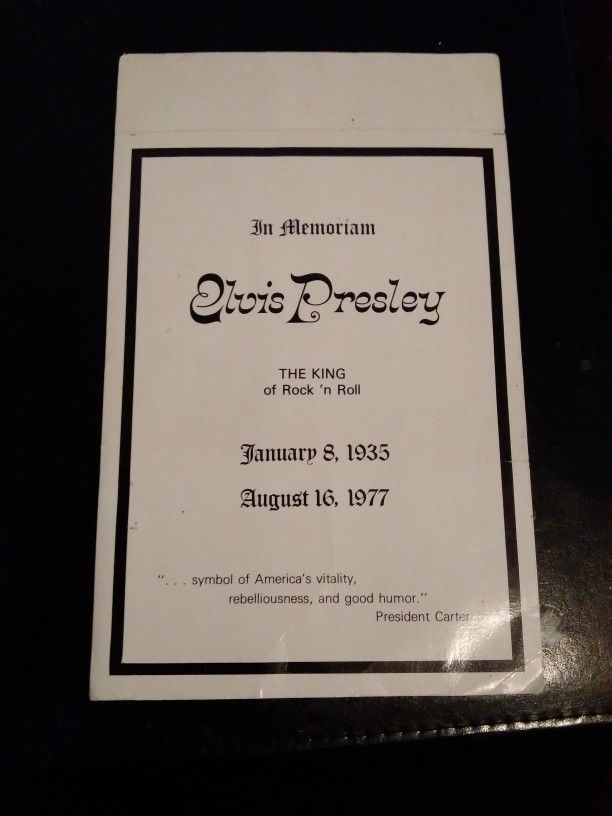 In Memoriam
Elvis Presley
THE KING
of Rock 'n Roll
January 8, 1935
August 16, 1977
". . . symbol of America's vitality,
rebelliousness, and good humor."
President Carter